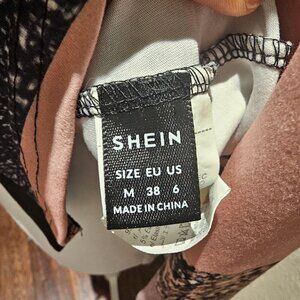 SHEIN
SIZE EU US
M 38 6
MADE IN CHINA